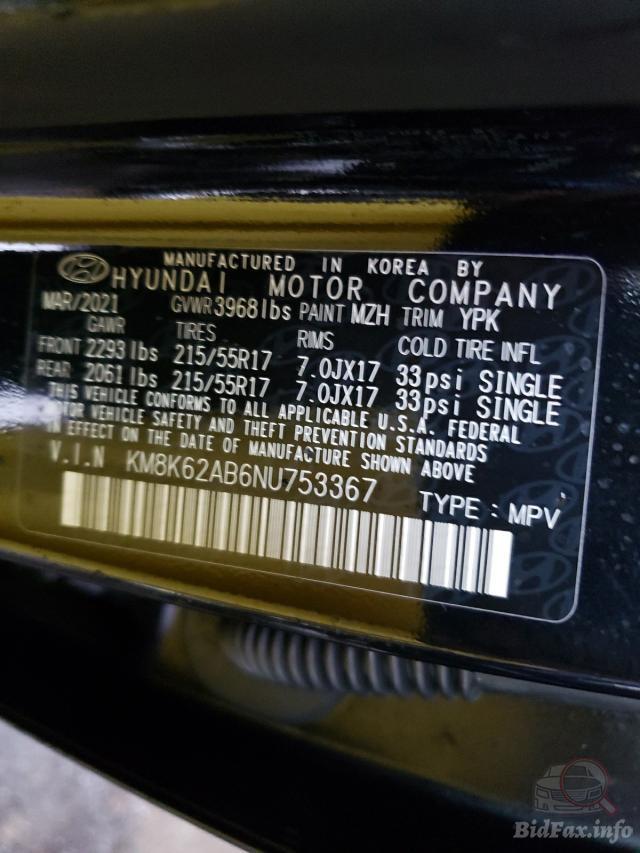 MANUFACTURED IN KOREA BY
HYUNDAI MOTOR COMPANY
MAR/2021 GVWR 3968 lbs PAINT MZH TRIM YPK
GAWR TIRES RIMS COLD TIRE INFL
FRONT 2293 lbs 215/55R17 7.0JX17 33psi SINGLE
REAR 2061 lbs 215/55R17 7.0JX17 33psi SINGLE
THIS VEHICLE CONFORMS TO ALL APPLICABLE U.S.A. FEDERAL
MOTOR VEHICLE SAFETY AND THEFT PREVENTION STANDARDS
IN EFFECT ON THE DATE OF MANUFACTURE SHOWN ABOVE
V.I.N KM8K62AB6NU753367 TYPE : MPV
BidFax.info